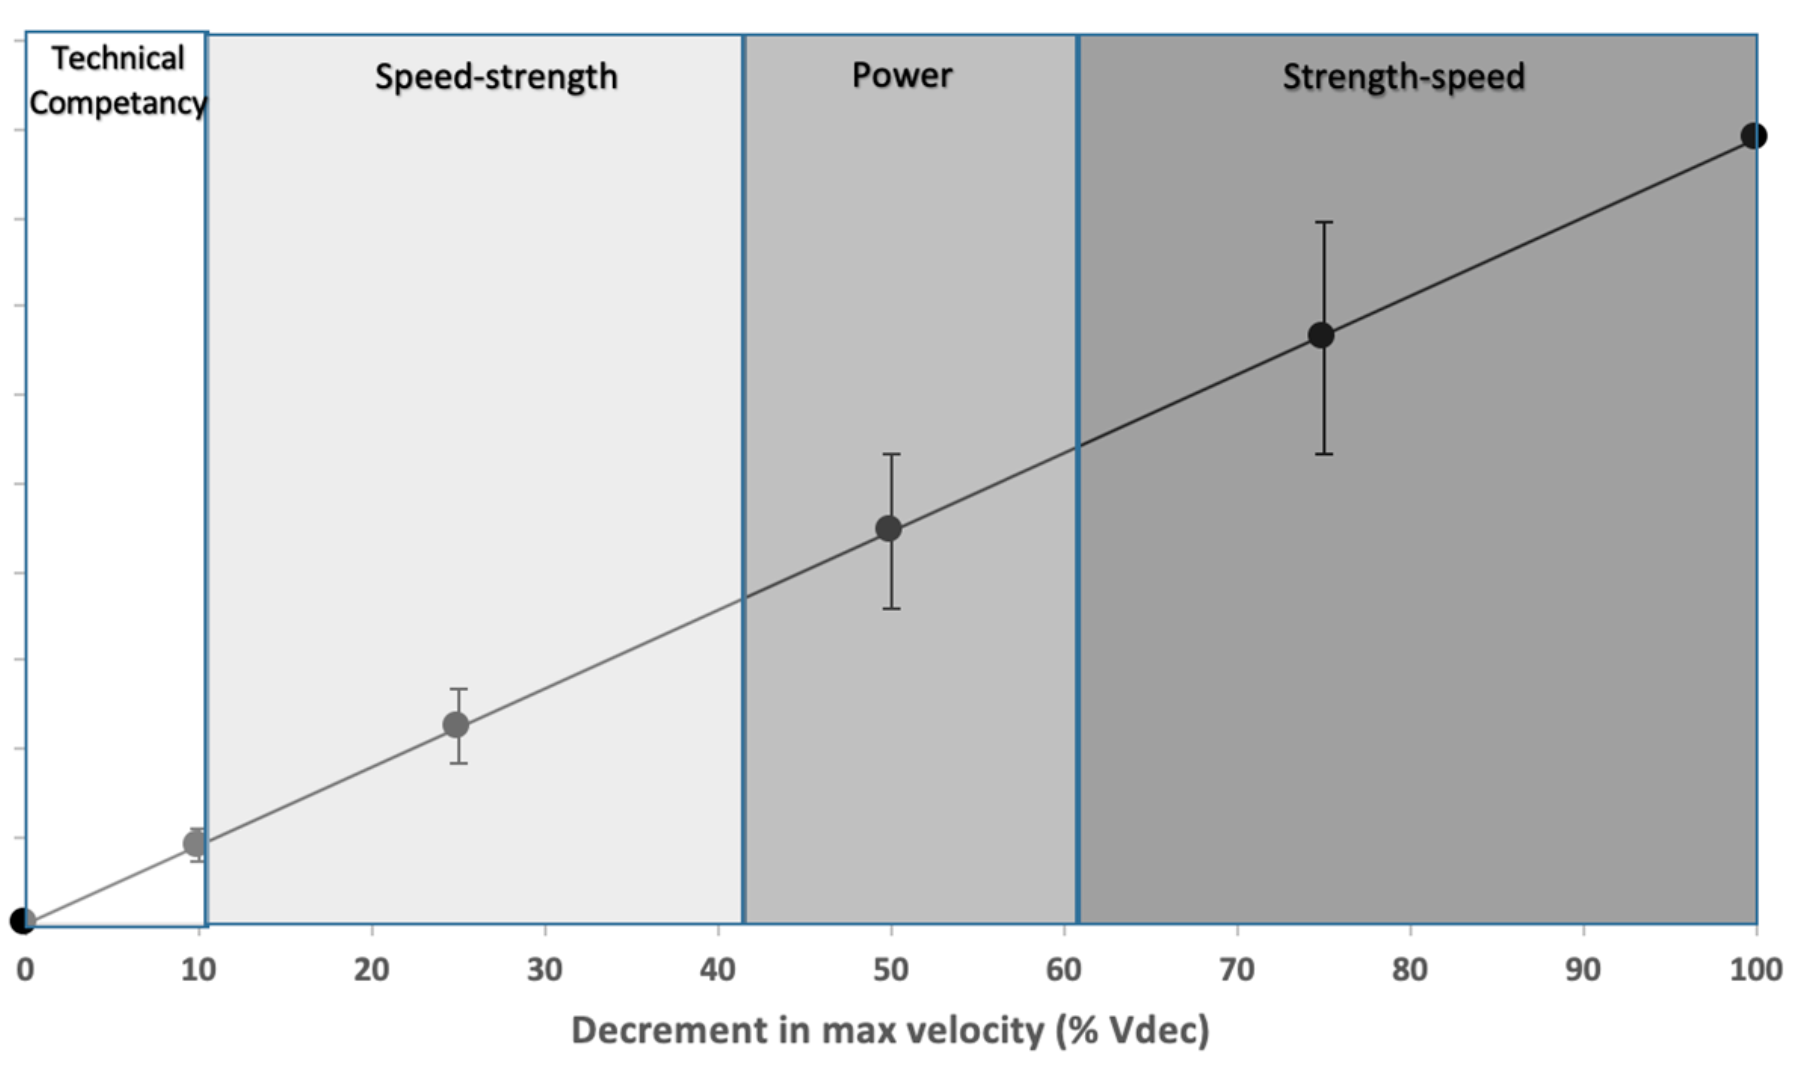 Technical
Competancy
Speed-strength
Power
Strength-speed
0 10 20 30 40 50 60 70 80 90 100
Decrement in max velocity (% Vdec)